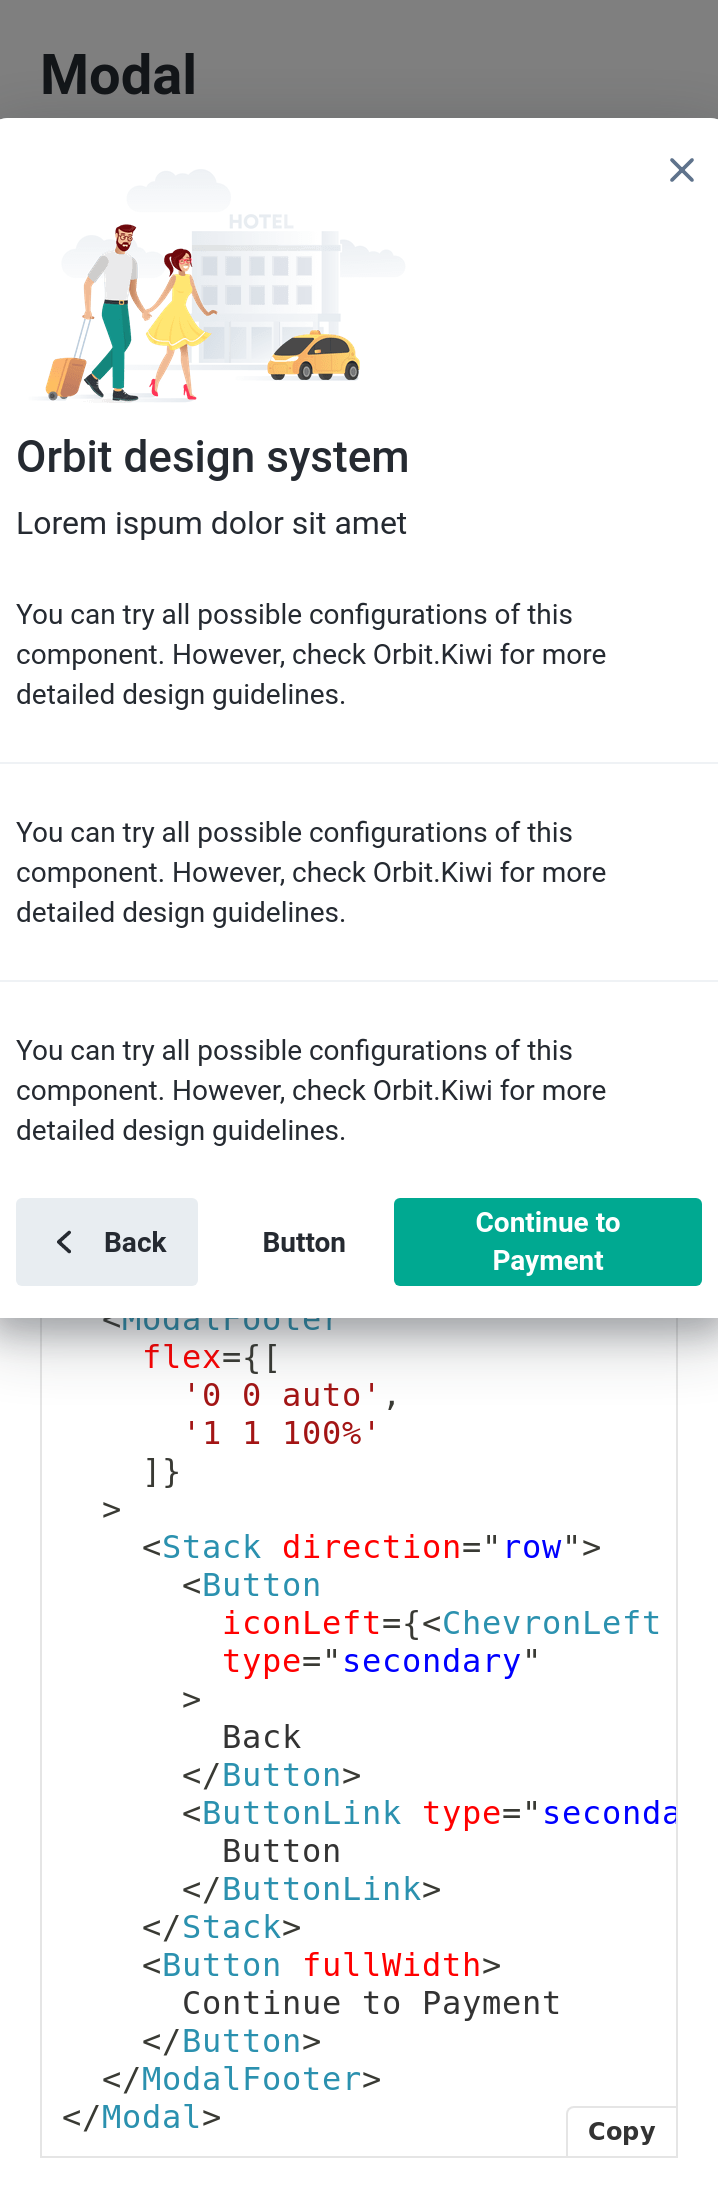 Modal
HOTEL
Orbit design system
Lorem ispum dolor sit amet
You can try all possible configurations of this
component. However, check Orbit.Kiwi for more
detailed design guidelines.
You can try all possible configurations of this
component. However, check Orbit.Kiwi for more
detailed design guidelines.
You can try all possible configurations of this
component. However, check Orbit.Kiwi for more
detailed design guidelines.
Back
Button
Continue to
Payment
<ModalFooter
flex={[
'0 0 auto',
'1 1 100%'
]}
>
<Stack direction="row">
<Button
iconLeft={<ChevronLeft
type="secondary"
>
Back
</Button>
<ButtonLink type="seconda
Button
</ButtonLink>
</Stack>
<Button fullWidth>
Continue to Payment
</Button>
</ModalFooter>
</Modal>
Copy